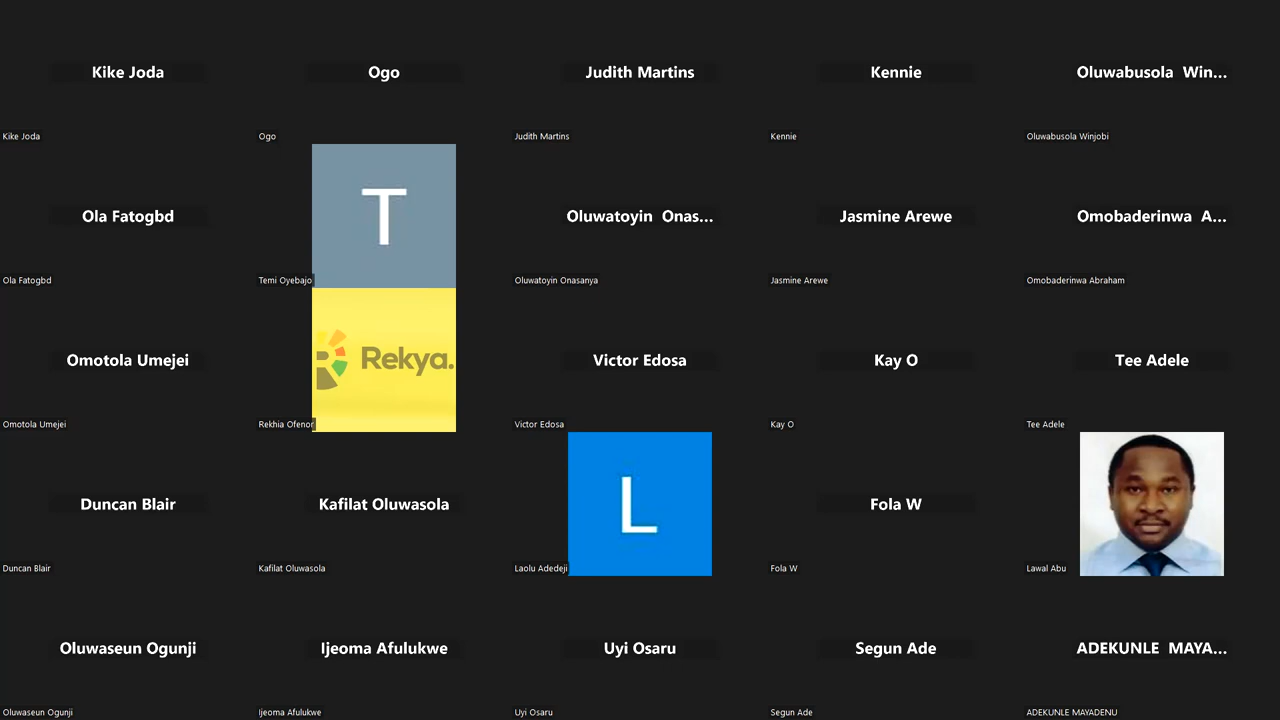 Kike Joda
Ogo
Judith Martins
Kennie
Oluwabusola Win...
Kike Joda
Ogo
Judith Martins
Kennie
Oluwabusola Winjobi
Ola Fatogbd
T
Oluwatoyin Onas...
Jasmine Arewe
Omobaderinwa A...
Ola Fatogbd
Temi Oyebajo
Oluwatoyin Onasanya
Jasmine Arewe
Omobaderinwa Abraham
Omotola Umejei
Rekya.
Victor Edosa
Kay O
Tee Adele
Omotola Umejei
Rekhia Ofenor
Victor Edosa
Kay O
Tee Adele
Duncan Blair
Kafilat Oluwasola
L
Fola W
Duncan Blair
Kafilat Oluwasola
Laolu Adedeji
Fola W
Lawal Abu
Oluwaseun Ogunji
Ijeoma Afulukwe
Uyi Osaru
Segun Ade
ADEKUNLE MAYA...
Oluwaseun Ogunji
Ijeoma Afulukwe
Uyi Osaru
Segun Ade
ADEKUNLE MAYADENU